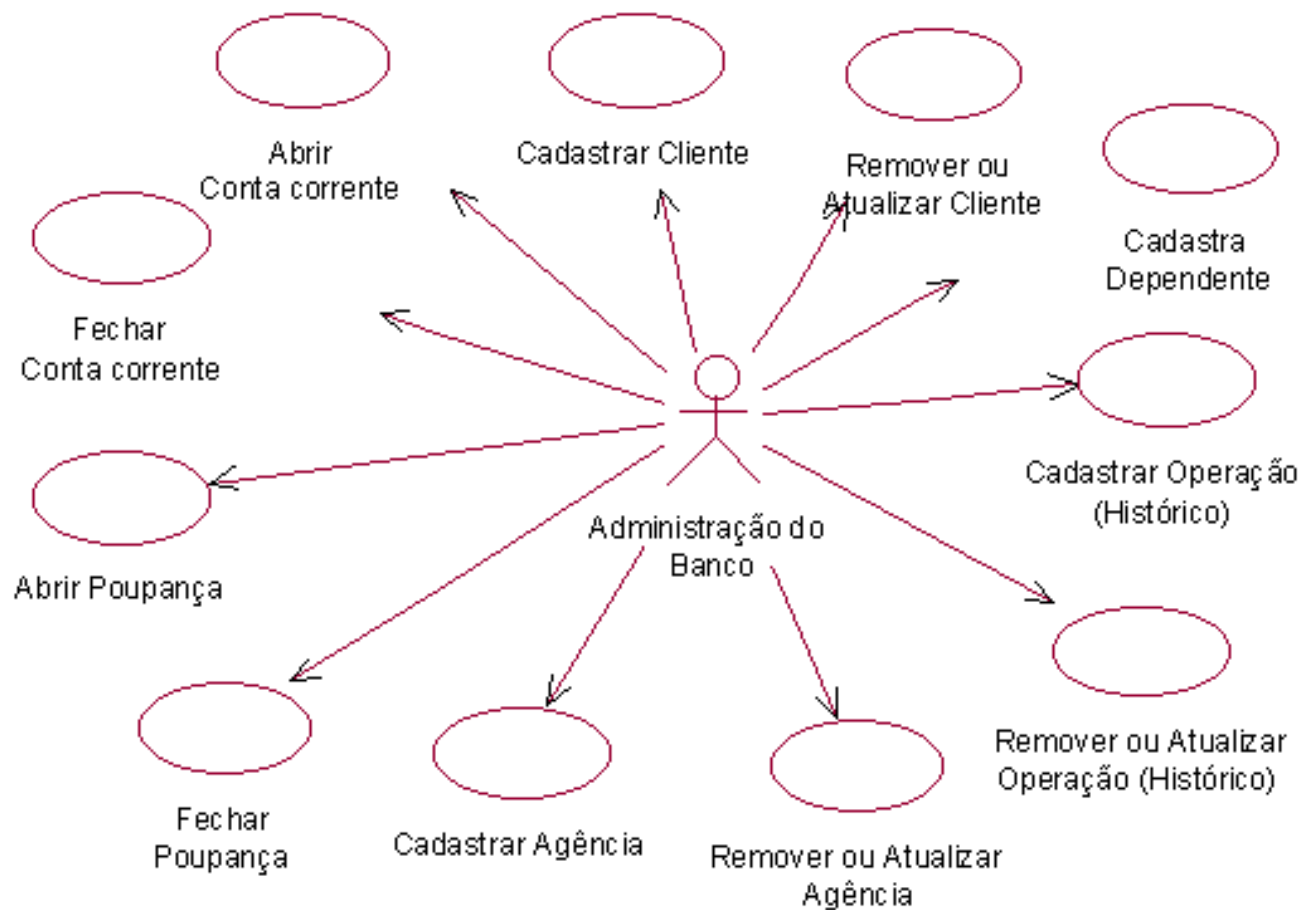 Abrir
Conta corrente
Cadastrar Cliente
Remover ou
Atualizar Cliente
Cadastra
Dependente
Fechar
Conta corrente
Cadastrar Operação
(Histórico)
Administração do
Banco
Abrir Poupança
Remover ou Atualizar
Operação (Histórico)
Fechar
Poupança
Cadastrar Agência
Remover ou Atualizar
Agência